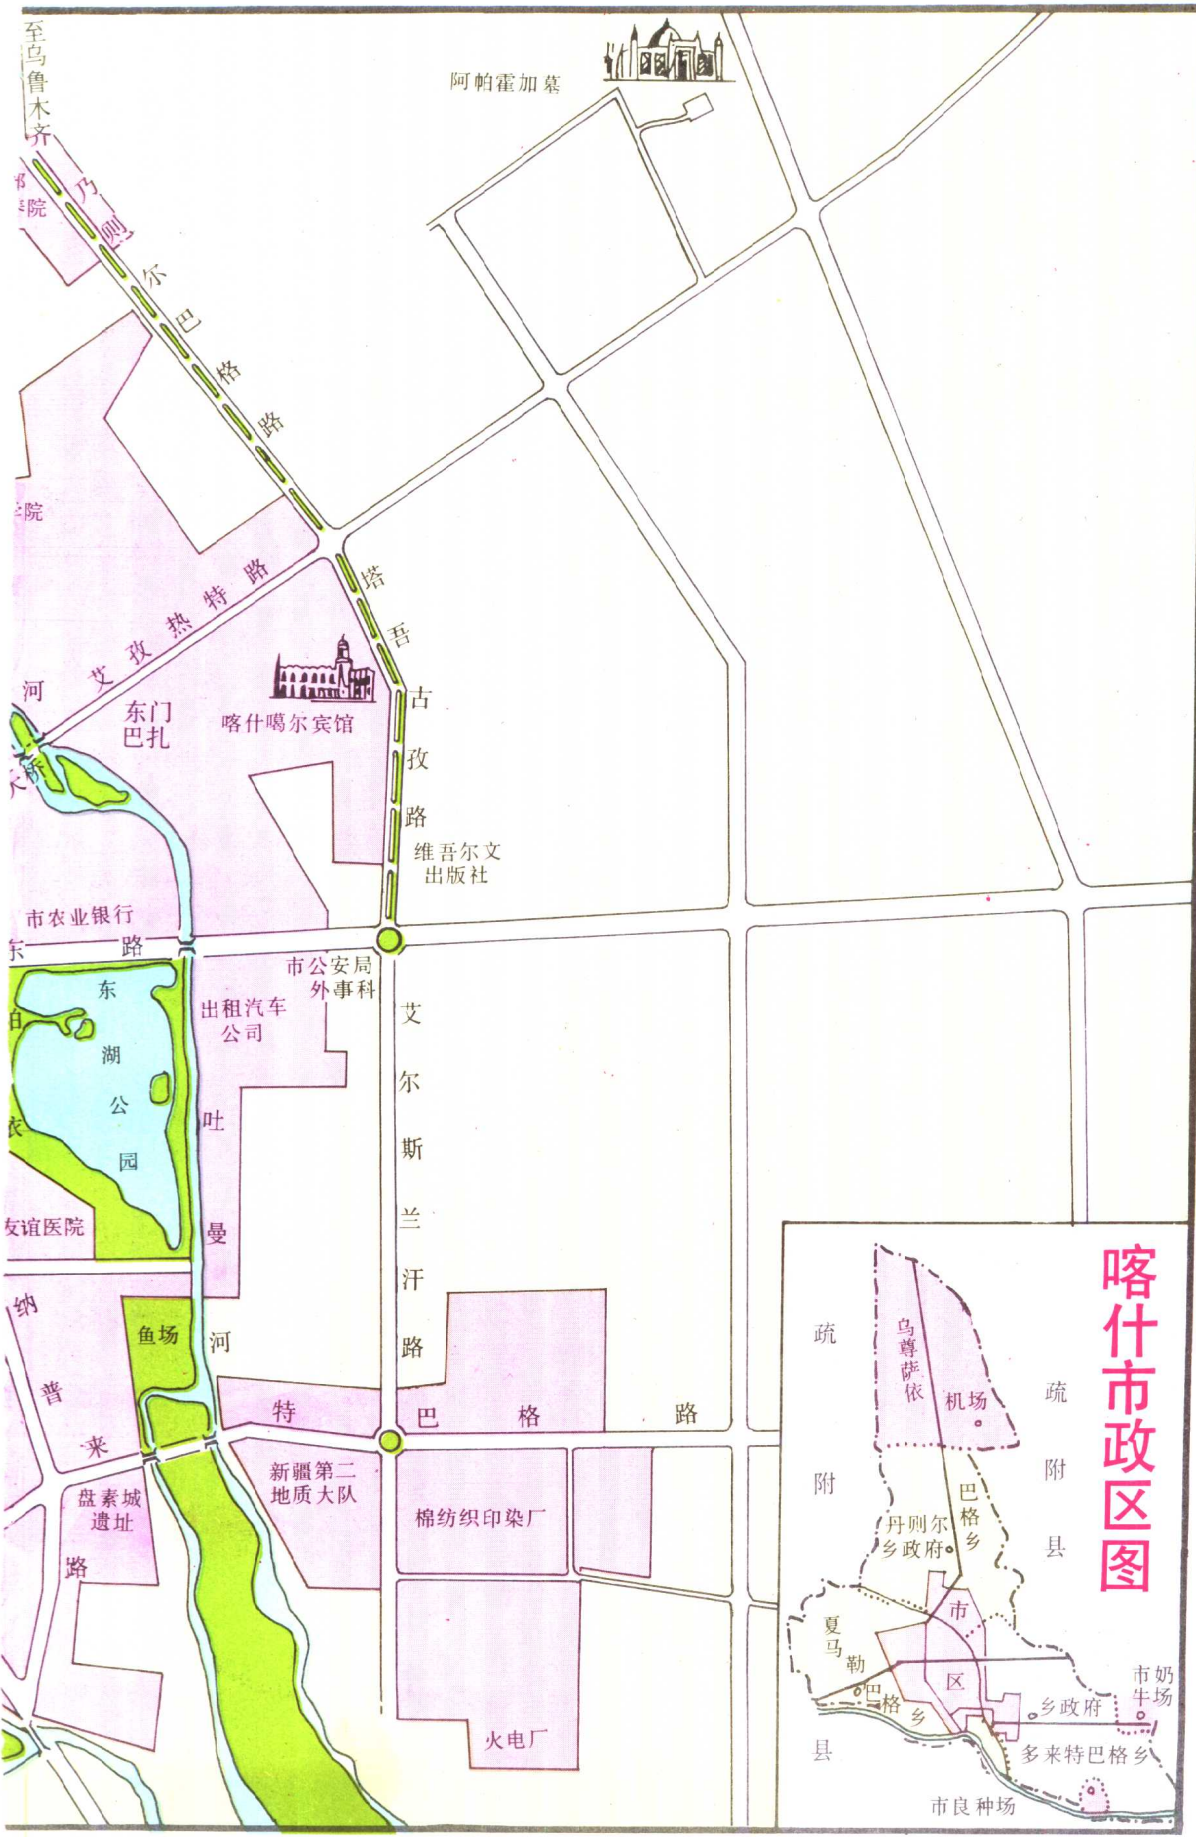 至乌鲁木齐
阿帕霍加墓
院
乃则尔巴格路
院
艾孜热特路
塔吾古孜路
河
东门
巴扎
喀什噶尔宾馆
大桥
维吾尔文
出版社
市农业银行
东路
市公安局
外事科
东湖公园
出租汽车
公司
艾尔斯兰汗路
吐曼河
友谊医院
纳普来路
鱼场
特巴格路
盘素城
遗址
新疆第二
地质大队
棉纺织印染厂
火电厂
喀什市政区图
疏附县
疏附县
乌尊萨依
机场
巴格乡
丹则尔
乡政府
市区
夏马勒巴格乡
乡政府
市奶
牛场
多来特巴格乡
市良种场